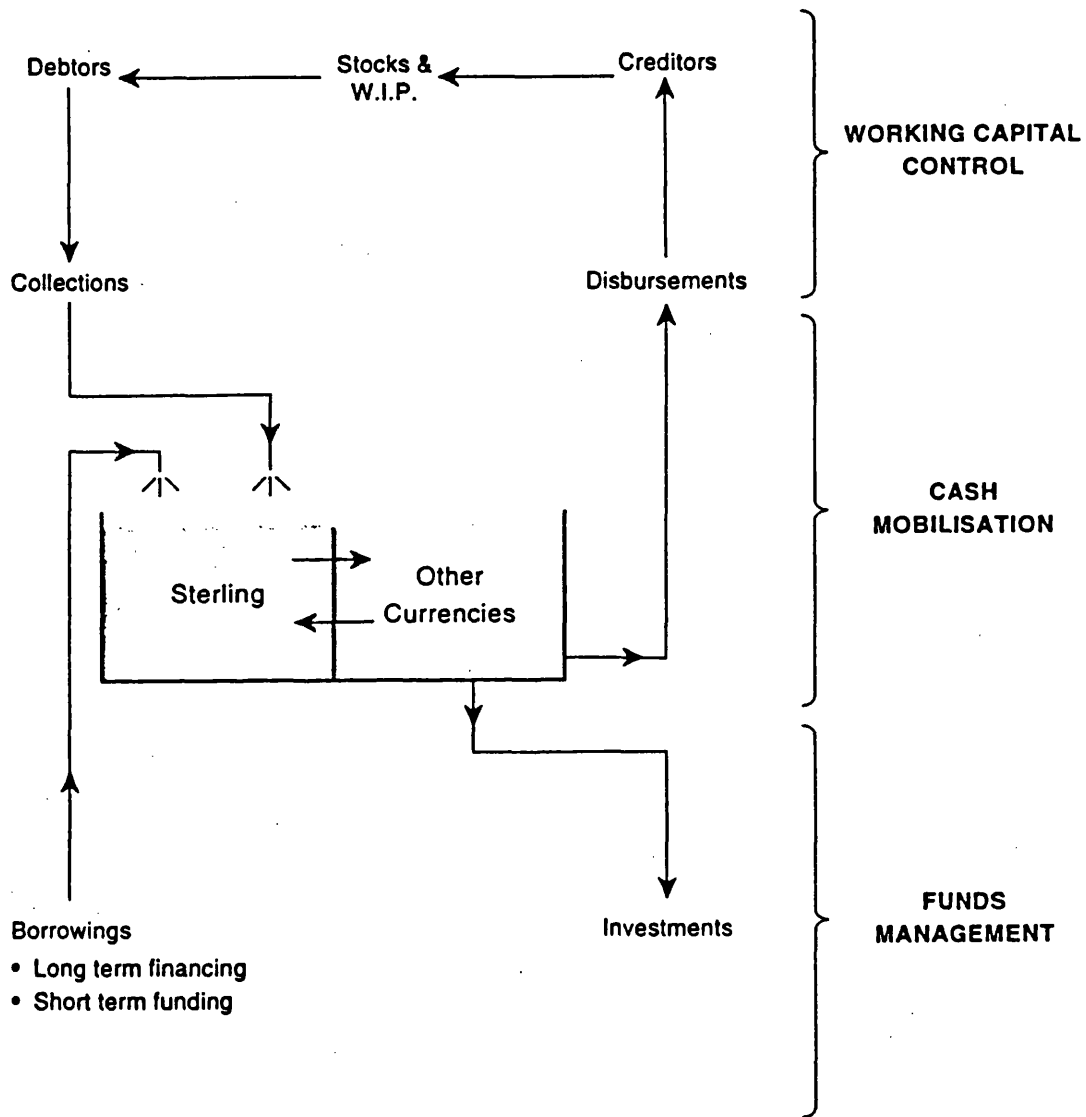 Debtors
Stocks &
W.I.P.
Creditors
WORKING CAPITAL
CONTROL
Collections
Disbursements
CASH
MOBILISATION
Sterling
Other
Currencies
Borrowings
• Long term financing
• Short term funding
Investments
FUNDS
MANAGEMENT